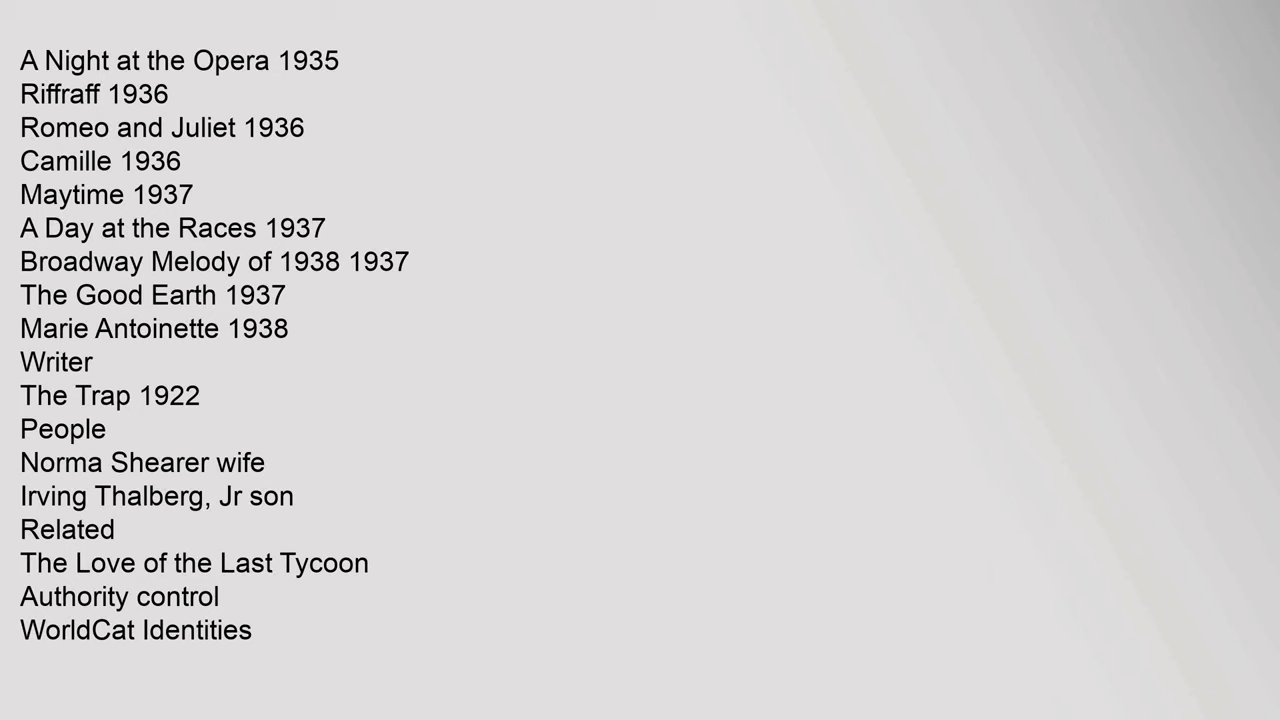 A Night at the Opera 1935
Riffraff 1936
Romeo and Juliet 1936
Camille 1936
Maytime 1937
A Day at the Races 1937
Broadway Melody of 1938 1937
The Good Earth 1937
Marie Antoinette 1938
Writer
The Trap 1922
People
Norma Shearer wife
Irving Thalberg, Jr son
Related
The Love of the Last Tycoon
Authority control
WorldCat Identities